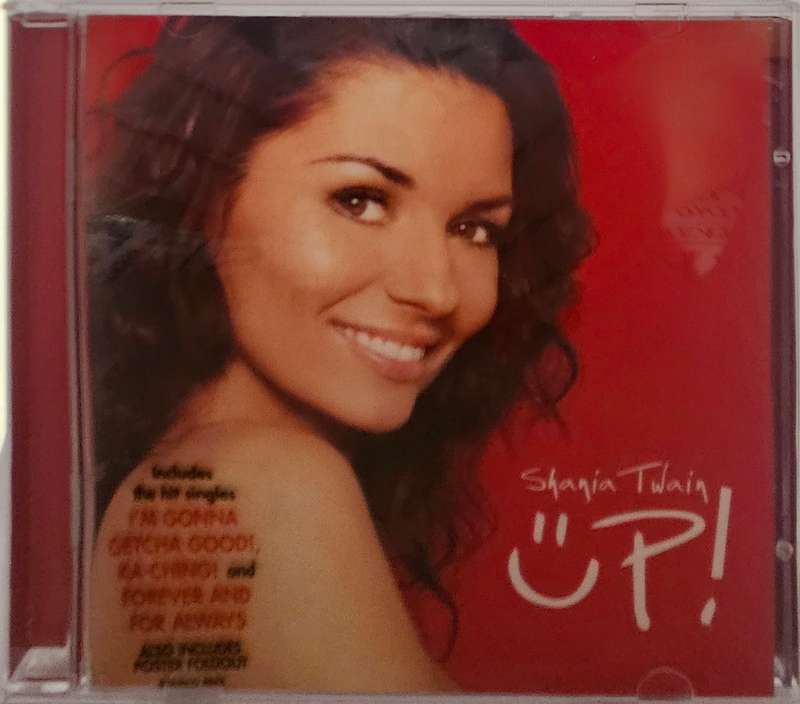 Shania Twain
UP!
Includes
the hit singles
I'M GONNA
GETCHA GOOD!,
KA-CHING! and
FOREVER AND
FOR ALWAYS
ALSO INCLUDES
POSTER FOLDOUT